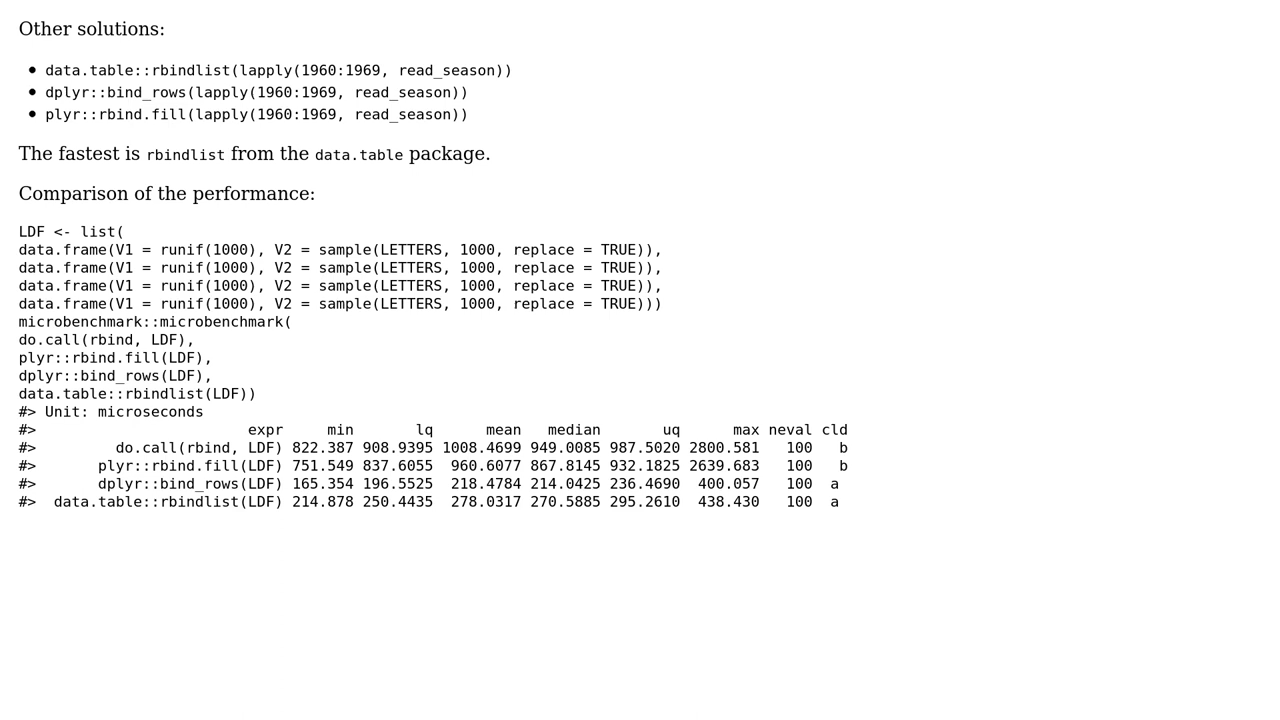 Other solutions:
• data.table::rbindlist(lapply(1960:1969, read_season))
• dplyr::bind_rows(lapply(1960:1969, read_season))
• plyr::rbind.fill(lapply(1960:1969, read_season))
The fastest is rbindlist from the data.table package.
Comparison of the performance:
LDF <- list(
data.frame(V1 = runif(1000), V2 = sample(LETTERS, 1000, replace = TRUE)),
data.frame(V1 = runif(1000), V2 = sample(LETTERS, 1000, replace = TRUE)),
data.frame(V1 = runif(1000), V2 = sample(LETTERS, 1000, replace = TRUE)),
data.frame(V1 = runif(1000), V2 = sample(LETTERS, 1000, replace = TRUE)))
microbenchmark::microbenchmark(
do.call(rbind, LDF),
plyr::rbind.fill(LDF),
dplyr::bind_rows(LDF),
data.table::rbindlist(LDF))
#> Unit: microseconds
#>                        expr     min       lq      mean   median       uq      max neval cld
#>         do.call(rbind, LDF) 822.387 908.9395 1008.4699 949.0085 987.5020 2800.581   100   b
#>       plyr::rbind.fill(LDF) 751.549 837.6055  960.6077 867.8145 932.1825 2639.683   100   b
#>       dplyr::bind_rows(LDF) 165.354 196.5525  218.4784 214.0425 236.4690  400.057   100  a
#>  data.table::rbindlist(LDF) 214.878 250.4435  278.0317 270.5885 295.2610  438.430   100  a